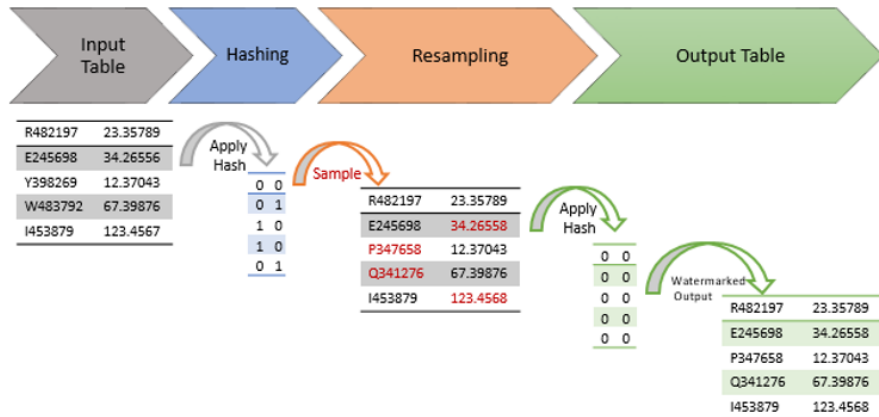 Input
Table
Hashing
Resampling
Output Table
R482197 23.35789
E245698 34.26556
Y398269 12.37043
W483792 67.39876
I453879 123.4567
Apply
Hash
0 0
0 1
1 0
1 0
0 1
Sample
R482197 23.35789
E245698 34.26558
P347658 12.37043
Q341276 67.39876
I453879 123.4568
Apply
Hash
0 0
0 0
0 0
0 0
0 0
Watermarked
Output
R482197 23.35789
E245698 34.26558
P347658 12.37043
Q341276 67.39876
I453879 123.4568